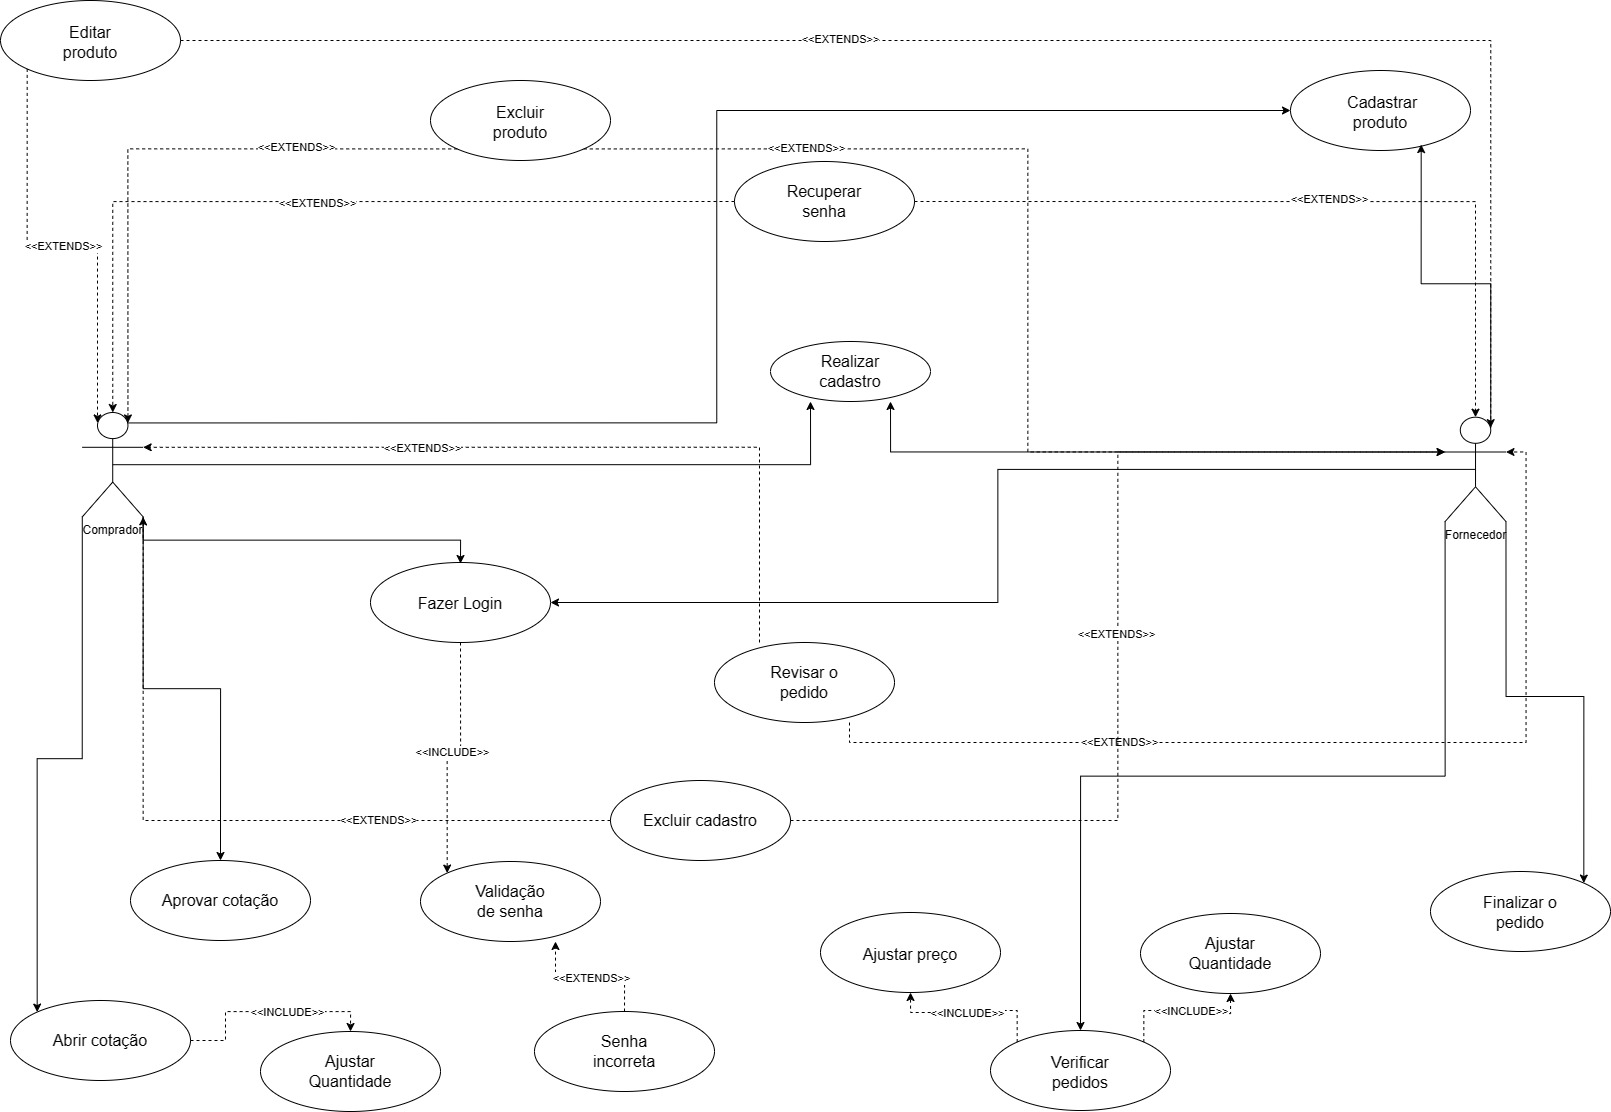 Editar
produto
<<EXTENDS>>
Excluir
produto
Cadastrar
produto
<<EXTENDS>>
<<EXTENDS>>
Recuperar
senha
<<EXTENDS>>
<<EXTENDS>>
<<EXTENDS>>
Realizar
cadastro
<<EXTENDS>>
Comprador
Fornecedor
Fazer Login
<<EXTENDS>>
Revisar o
pedido
<<EXTENDS>>
<<INCLUDE>>
<<EXTENDS>>
Excluir cadastro
Aprovar cotação
Validação
de senha
Finalizar o
pedido
Ajustar preço
Ajustar
Quantidade
<<EXTENDS>>
<<INCLUDE>>
<<INCLUDE>>
<<INCLUDE>>
Abrir cotação
Ajustar
Quantidade
Senha
incorreta
Verificar
pedidos